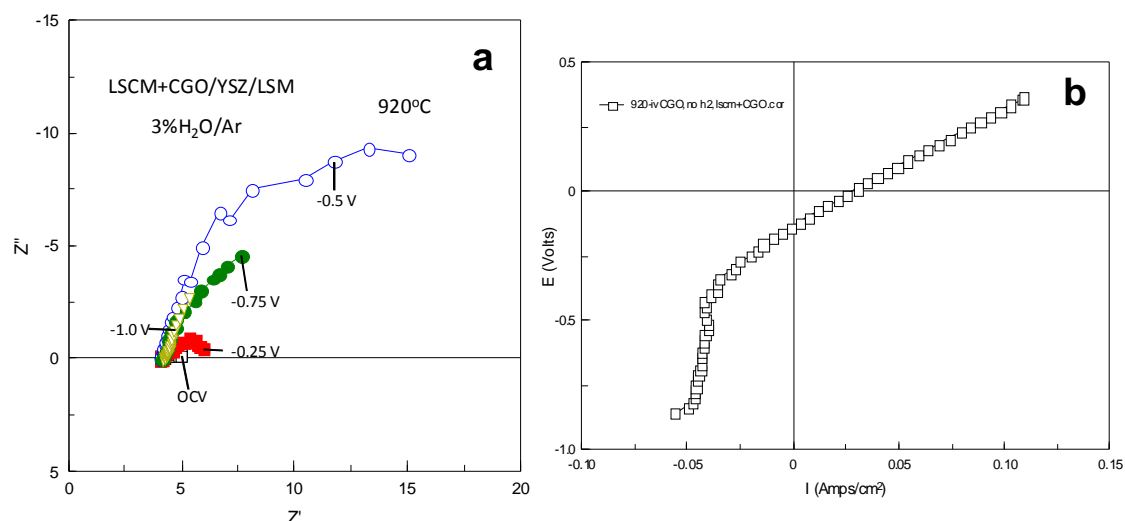 -15
a
LSCM+CGO/YSZ/LSM
920°C
3%H₂O/Ar
-10
-0.5 V
Z''
-5
-0.75 V
-1.0 V
-0.25 V
0
OCV
5
0 5 10 15 20
Z'
0.5
b
920-iv CGO, no h2, lscm+CGO.cor
0
E (Volts)
-0.5
-1.0
-0.10 -0.05 0 0.05 0.10 0.15
I (Amps/cm²)